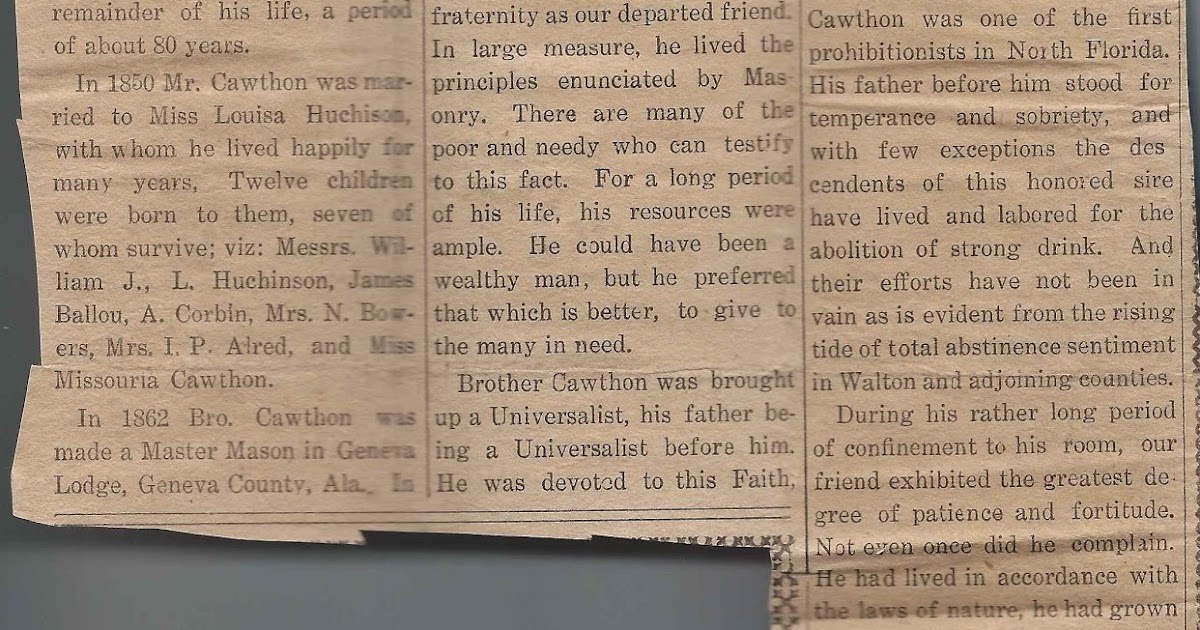 remainder of his life, a period
of about 80 years.
In 1850 Mr. Cawthon was mar-
ried to Miss Louisa Huchison,
with whom he lived happily for
many years, Twelve children
were born to them, seven of
whom survive; viz: Messrs. Wil-
liam J., L. Huchinson, James
Ballou, A. Corbin, Mrs. N. Bow-
ers, Mrs. I. P. Alred, and Miss
Missouria Cawthon.
In 1862 Bro. Cawthon was
made a Master Mason in Geneva
Lodge, Geneva County, Ala. In
fraternity as our departed friend.
In large measure, he lived the
principles enunciated by Mas-
onry. There are many of the
poor and needy who can testify
to this fact. For a long period
of his life, his resources were
ample. He could have been a
wealthy man, but he preferred
that which is better, to give to
the many in need.
Brother Cawthon was brought
up a Universalist, his father be-
ing a Universalist before him.
He was devoted to this Faith,
Cawthon was one of the first
prohibitionists in North Florida.
His father before him stood for
temperance and sobriety, and
with few exceptions the des
cendents of this honored sire
have lived and labored for the
abolition of strong drink. And
their efforts have not been in
vain as is evident from the rising
tide of total abstinence sentiment
in Walton and adjoining counties.
During his rather long period
of confinement to his room, our
friend exhibited the greatest de-
gree of patience and fortitude.
Not even once did he complain.
He had lived in accordance with
the laws of nature, he had grown